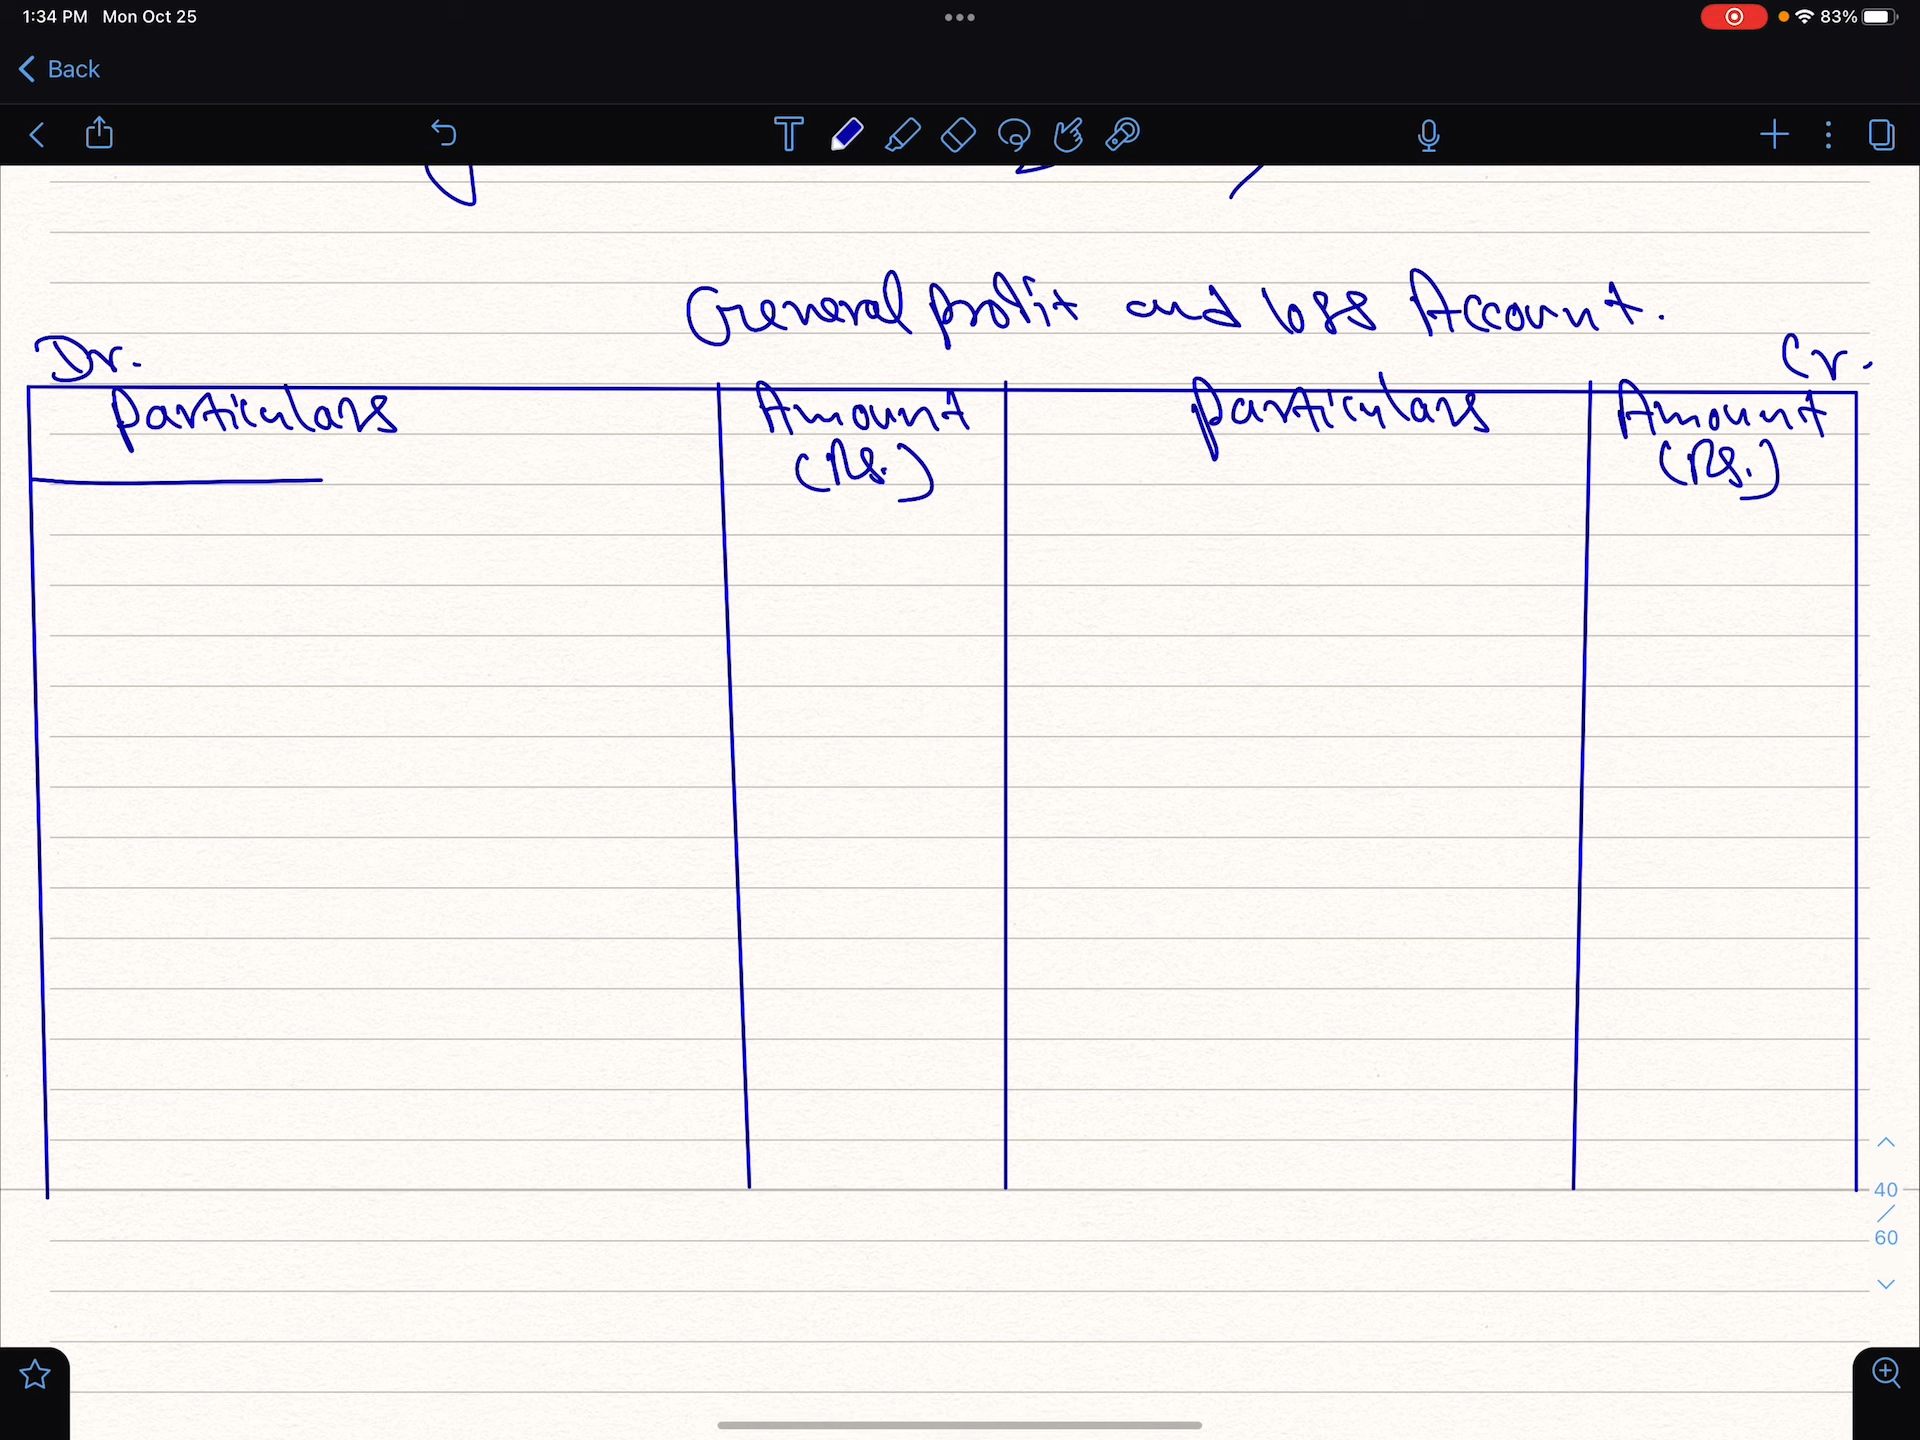 1:34 PM Mon Oct 25
83%
Back
General profit and loss Account.
Dr.
Cr.
particulars Amount particulars Amount
(Rs.) (Rs.)
40
60